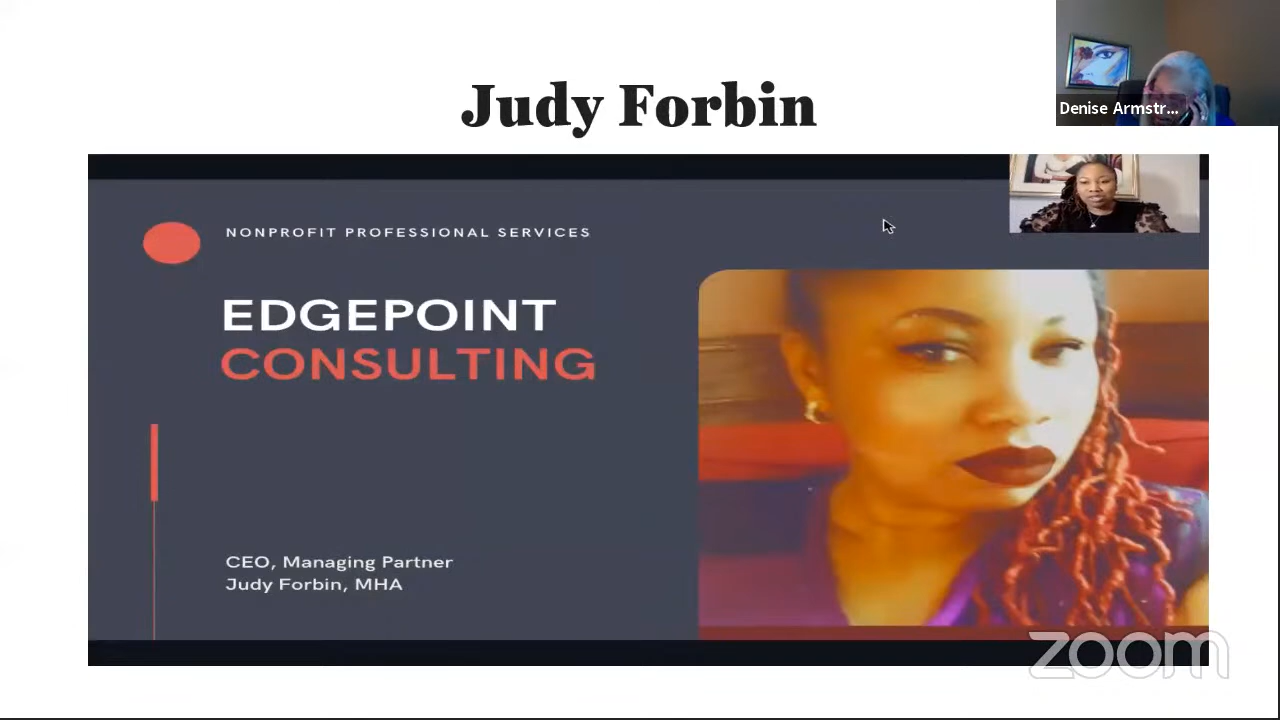 Judy Forbin
Denise Armstr...
NONPROFIT PROFESSIONAL SERVICES
EDGEPOINT
CONSULTING
CEO, Managing Partner
Judy Forbin, MHA
zoom